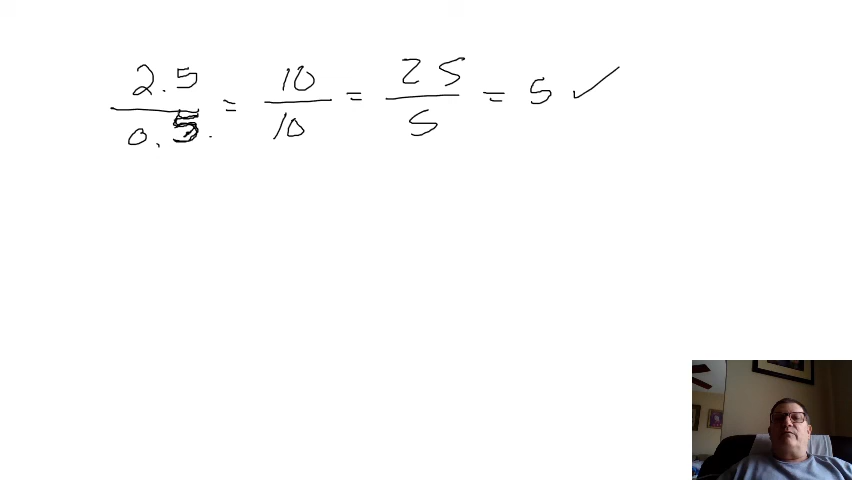 2.5/0.5. = 10/10 = 25/5 = 5 ✓